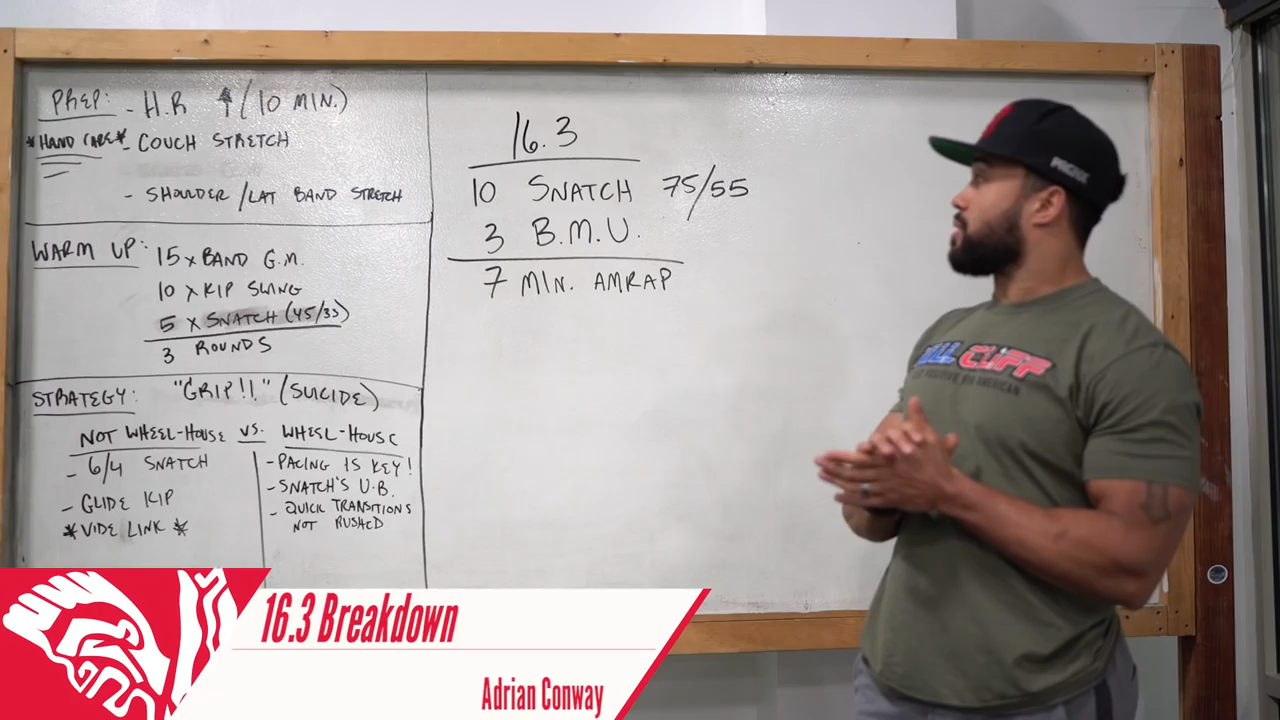 PREP: - H.R ↑ (10 MIN.)
*HAND CARE* - COUCH STRETCH
- SHOULDER / LAT BAND STRETCH
WARM UP: 15 x BAND G.M.
10 x KIP SWING
5 x SNATCH (45/35)
3 ROUNDS
STRATEGY: "GRIP!!" (SUICIDE)
NOT WHEEL-HOUSE VS. WHEEL-HOUSE
- 6/4 SNATCH
- GLIDE KIP
*VIDE LINK*
- PACING IS KEY!
- SNATCH'S U.B.
- QUICK TRANSITIONS
NOT RUSHED
16.3
10 SNATCH 75/55
3 B.M.U.
7 MIN. AMRAP
CLIFF
AMERICAN
16.3 Breakdown
Adrian Conway